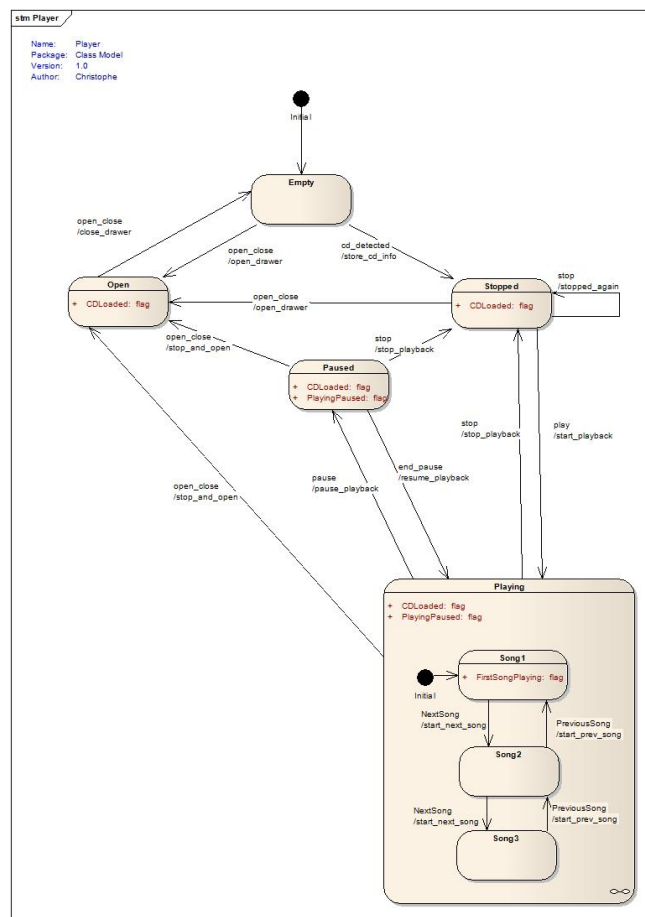 stm Player
Name: Player
Package: Class Model
Version: 1.0
Author: Christophe
Initial
Empty
open_close
/close_drawer
open_close
/open_drawer
cd_detected
/store_cd_info
Open
+ CDLoaded: flag
open_close
/open_drawer
Stopped
+ CDLoaded: flag
stop
/stopped_again
open_close
/stop_and_open
stop
/stop_playback
Paused
+ CDLoaded: flag
+ PlayingPaused: flag
stop
/stop_playback
play
/start_playback
pause
/pause_playback
end_pause
/resume_playback
open_close
/stop_and_open
Playing
+ CDLoaded: flag
+ PlayingPaused: flag
Initial
Song1
+ FirstSongPlaying: flag
NextSong
/start_next_song
PreviousSong
/start_prev_song
Song2
NextSong
/start_next_song
PreviousSong
/start_prev_song
Song3